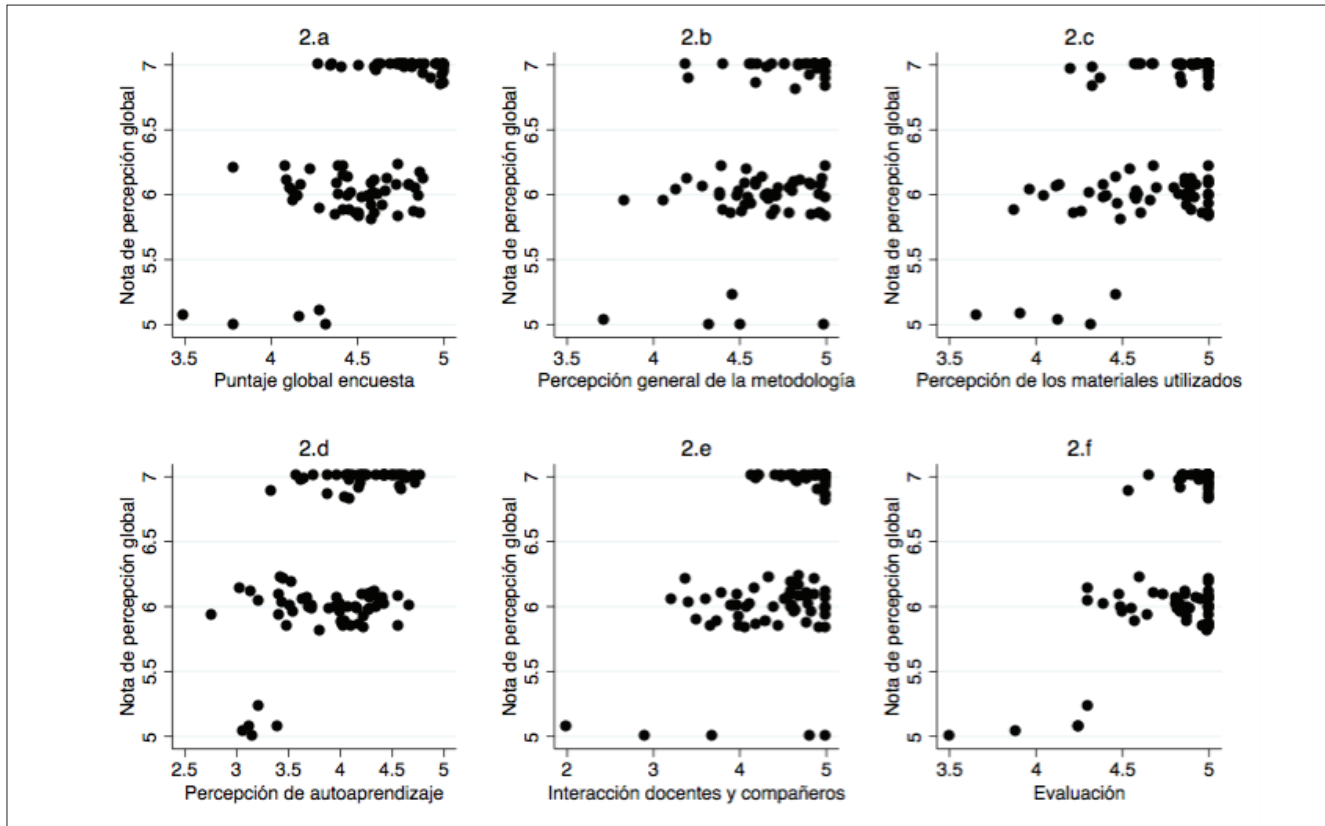 2.a
2.b
2.c
Nota de percepción global
5 5.5 6 6.5 7
3.5 4 4.5 5
Puntaje global encuesta
Nota de percepción global
5 5.5 6 6.5 7
3.5 4 4.5 5
Percepción general de la metodología
Nota de percepción global
5 5.5 6 6.5 7
3.5 4 4.5 5
Percepción de los materiales utilizados
2.d
2.e
2.f
Nota de percepción global
5 5.5 6 6.5 7
2.5 3 3.5 4 4.5 5
Percepción de autoaprendizaje
Nota de percepción global
5 5.5 6 6.5 7
2 3 4 5
Interacción docentes y compañeros
Nota de percepción global
5 5.5 6 6.5 7
3.5 4 4.5 5
Evaluación